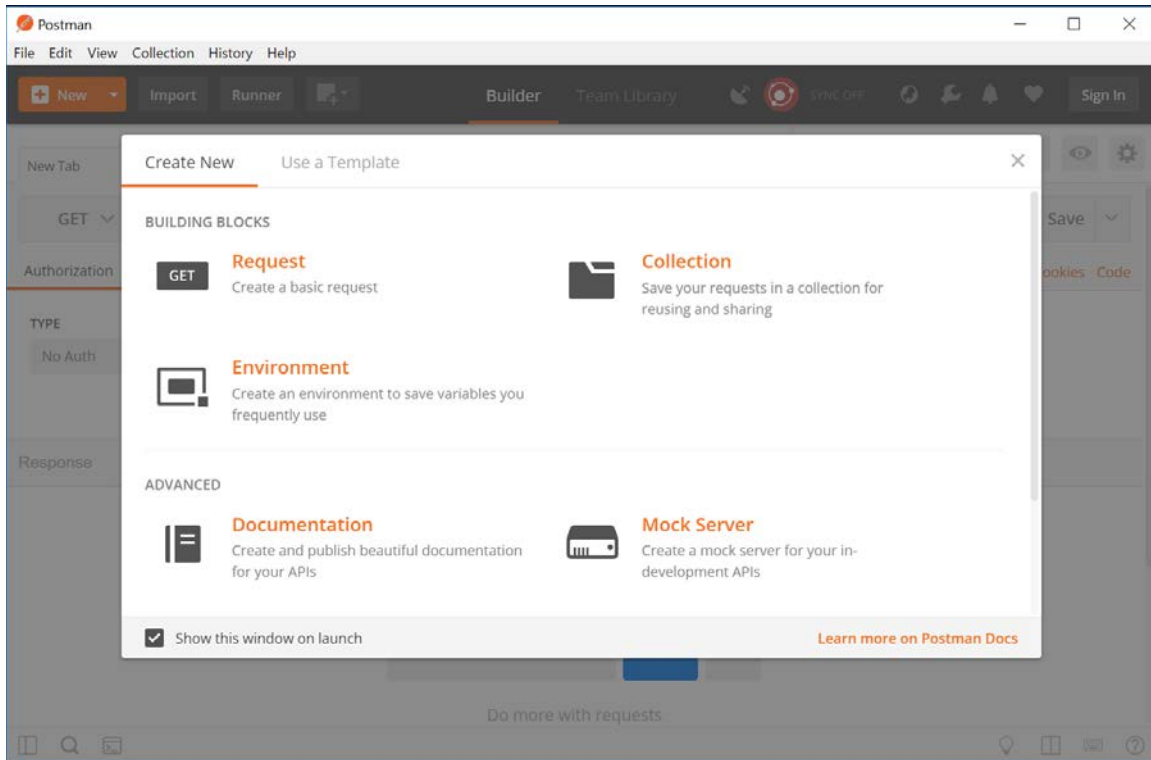 Postman
File Edit View Collection History Help
New Import Runner Builder Team Library SYNC OFF Sign In
New Tab
Create New Use a Template
GET Save
BUILDING BLOCKS
Authorization
Code
GET
Request
Create a basic request
Collection
Save your requests in a collection for
reusing and sharing
TYPE
No Auth
Environment
Create an environment to save variables you
frequently use
Response
ADVANCED
Documentation
Create and publish beautiful documentation
for your APIs
Mock Server
Create a mock server for your in-
development APIs
Show this window on launch
Learn more on Postman Docs
Do more with requests